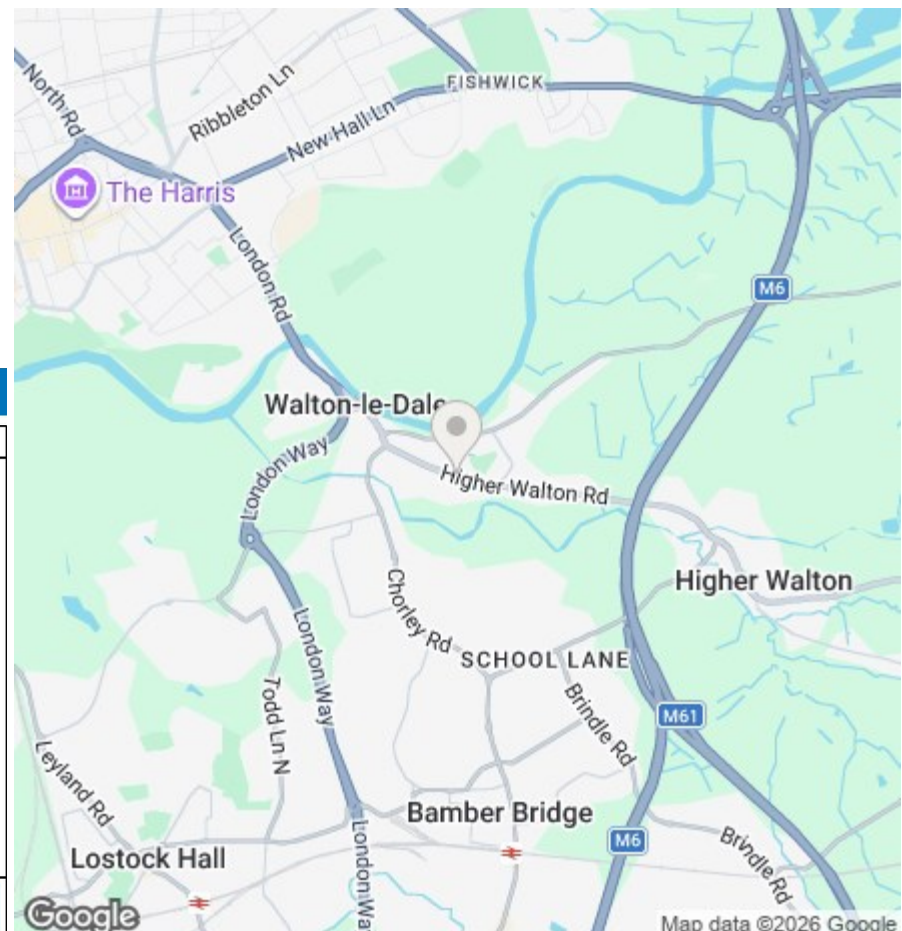 North Rd
Ribbleton Ln
New Hall Ln
FISHWICK
The Harris
London Rd
M6
Walton-le-Dale
London Way
Higher Walton Rd
Higher Walton
Chorley Rd
SCHOOL LANE
London Way
Todd Ln N
Brindle Rd
M61
Leyland Rd
Bamber Bridge
M6
Brindle Rd
Lostock Hall
London Wa
Google
Map data ©2026 Google